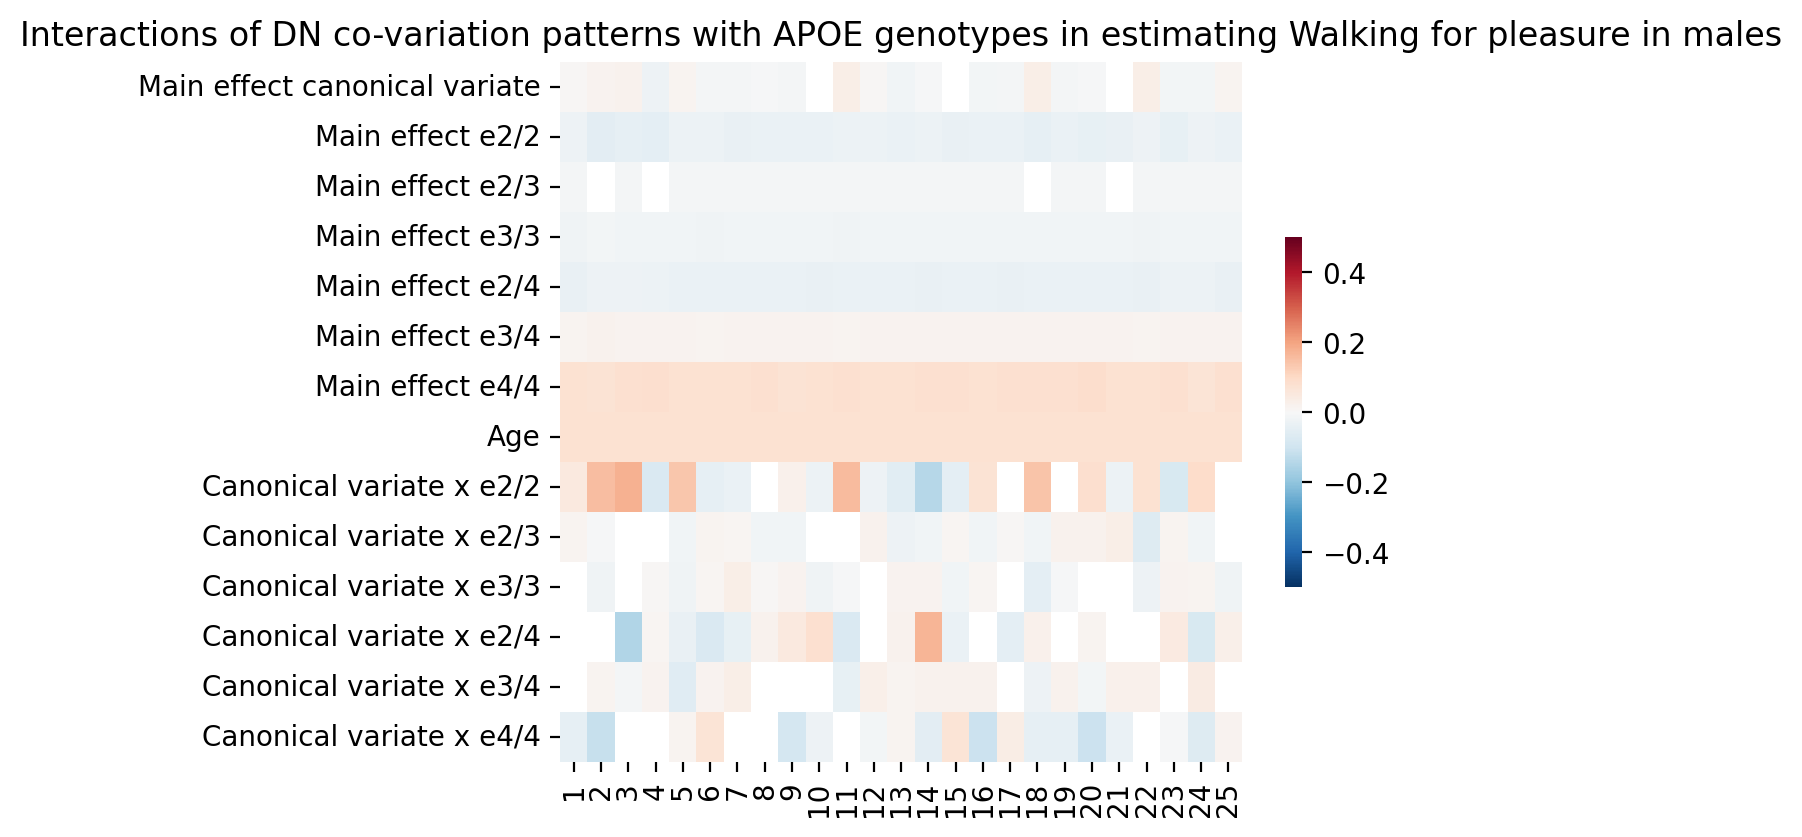 Interactions of DN co-variation patterns with APOE genotypes in estimating Walking for pleasure in males
Main effect canonical variate
Main effect e2/2
Main effect e2/3
Main effect e3/3
Main effect e2/4
Main effect e3/4
Main effect e4/4
Age
Canonical variate x e2/2
Canonical variate x e2/3
Canonical variate x e3/3
Canonical variate x e2/4
Canonical variate x e3/4
Canonical variate x e4/4
1 2 3 4 5 6 7 8 9 10 11 12 13 14 15 16 17 18 19 20 21 22 23 24 25
0.4
0.2
0.0
−0.2
−0.4